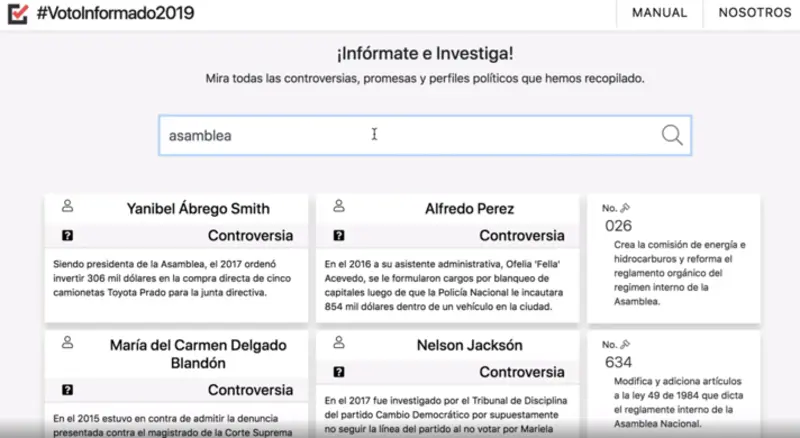 #VotoInformado2019
MANUAL
NOSOTROS
¡Infórmate e Investiga!
Mira todas las controversias, promesas y perfiles políticos que hemos recopilado.
asamblea
Yanibel Ábrego Smith
Controversia
Siendo presidenta de la Asamblea, el 2017 ordenó
invertir 306 mil dólares en la compra directa de cinco
camionetas Toyota Prado para la junta directiva.
Alfredo Perez
Controversia
En el 2016 a su asistente administrativa, Ofelia 'Fella'
Acevedo, se le formularon cargos por blanqueo de
capitales luego de que la Policía Nacional le incautara
854 mil dólares dentro de un vehículo en la ciudad.
No.
026
Crea la comisión de energía e
hidrocarburos y reforma el
reglamento orgánico del
regimen interno de la
Asamblea.
María del Carmen Delgado
Blandón
Controversia
En el 2015 estuvo en contra de admitir la denuncia
presentada contra el magistrado de la Corte Suprema
Nelson Jacksón
Controversia
En el 2017 fue investigado por el Tribunal de Disciplina
del partido Cambio Democrático por supuestamente
no seguir la línea del partido al no votar por Mariela
No.
634
Modifica y adiciona artículos
a la ley 49 de 1984 que dicta
el reglamente interno de la
Asamblea Nacional.